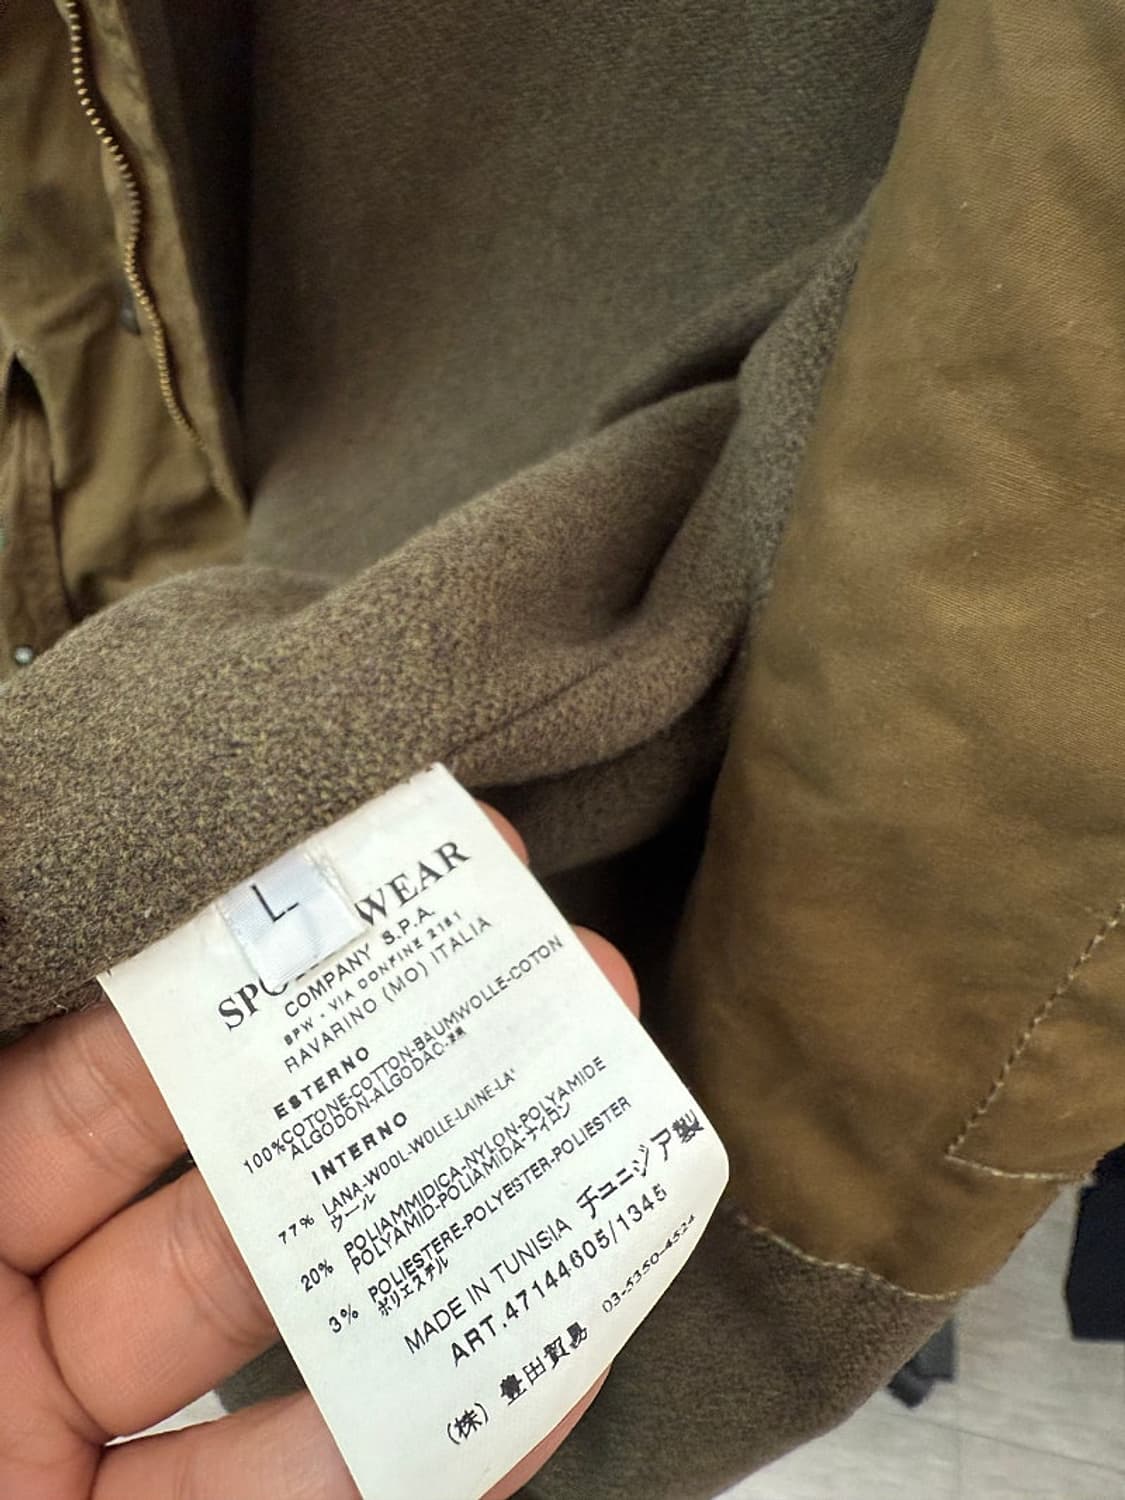 L
SPO WEAR
COMPANY S.P.A.
SPW - VIA CONFINE 2161
RAVARINO (MO) ITALIA
ESTERNO
100%COTONE-COTTON-BAUMWOLLE-COTON
ALGODON-ALGODAO-綿
INTERNO
77% LANA-WOOL-WOLLE-LAINE-LA'
ウール
20% POLIAMMIDICA-NYLON-POLYAMIDE
POLYAMID-POLIAMIDA-ナイロン
3% POLIESTERE-POLYESTER-POLIESTER
ポリエステル
MADE IN TUNISIA チュニジア製
ART.47144605/1345
(株) 豊田貿易 03-5350-4524